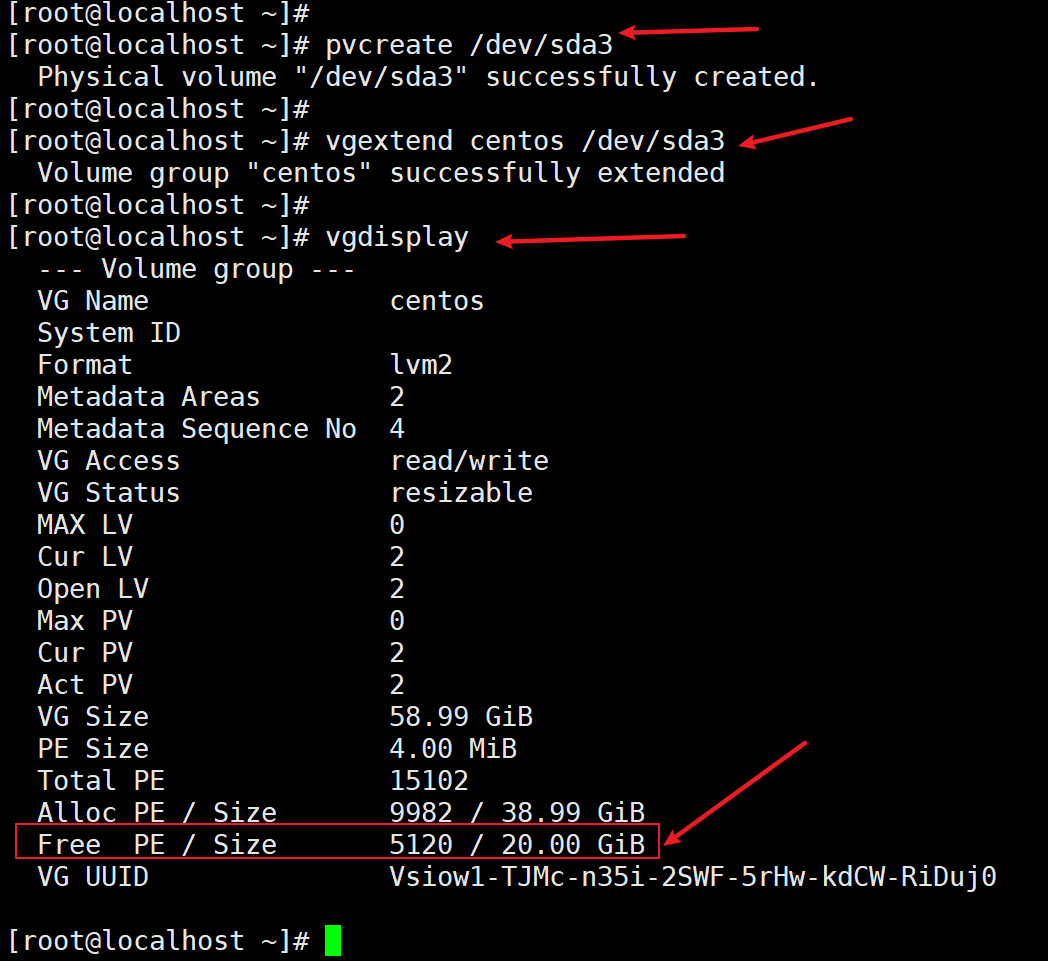 [root@localhost ~]#
[root@localhost ~]# pvcreate /dev/sda3
  Physical volume "/dev/sda3" successfully created.
[root@localhost ~]#
[root@localhost ~]# vgextend centos /dev/sda3
  Volume group "centos" successfully extended
[root@localhost ~]#
[root@localhost ~]# vgdisplay
  --- Volume group ---
  VG Name               centos
  System ID
  Format                lvm2
  Metadata Areas        2
  Metadata Sequence No  4
  VG Access             read/write
  VG Status             resizable
  MAX LV                0
  Cur LV                2
  Open LV               2
  Max PV                0
  Cur PV                2
  Act PV                2
  VG Size               58.99 GiB
  PE Size               4.00 MiB
  Total PE              15102
  Alloc PE / Size       9982 / 38.99 GiB
  Free  PE / Size       5120 / 20.00 GiB
  VG UUID               Vsiow1-TJMc-n35i-2SWF-5rHw-kdCW-RiDuj0
[root@localhost ~]#